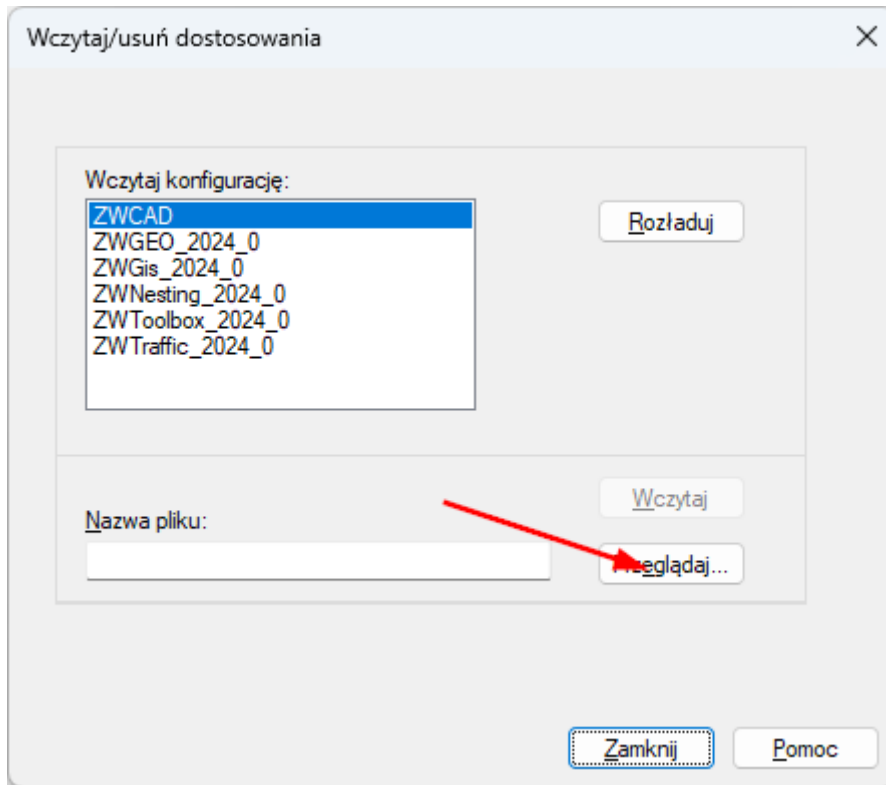 Wczytaj/usuń dostosowania
Wczytaj konfigurację:
ZWCAD
ZWGEO_2024_0
ZWGis_2024_0
ZWNesting_2024_0
ZWToolbox_2024_0
ZWTraffic_2024_0
Rozładuj
Wczytaj
Nazwa pliku:
Przeglądaj...
Zamknij
Pomoc